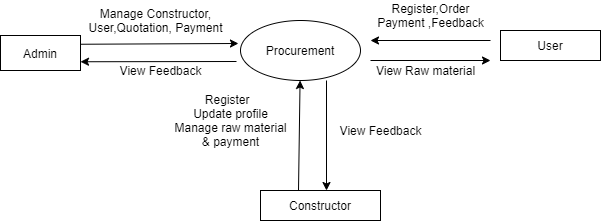 Manage Constructor,
User,Quotation, Payment
Admin
View Feedback
Procurement
Register,Order
Payment ,Feedback
User
View Raw material
Register
Update profile
Manage raw material
& payment
View Feedback
Constructor